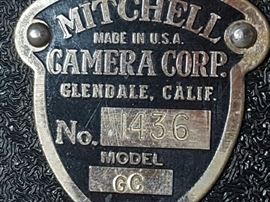 MITCHELL
MADE IN U.S.A.
CAMERA CORP.
GLENDALE, CALIF.
No. 1436
MODEL
GC